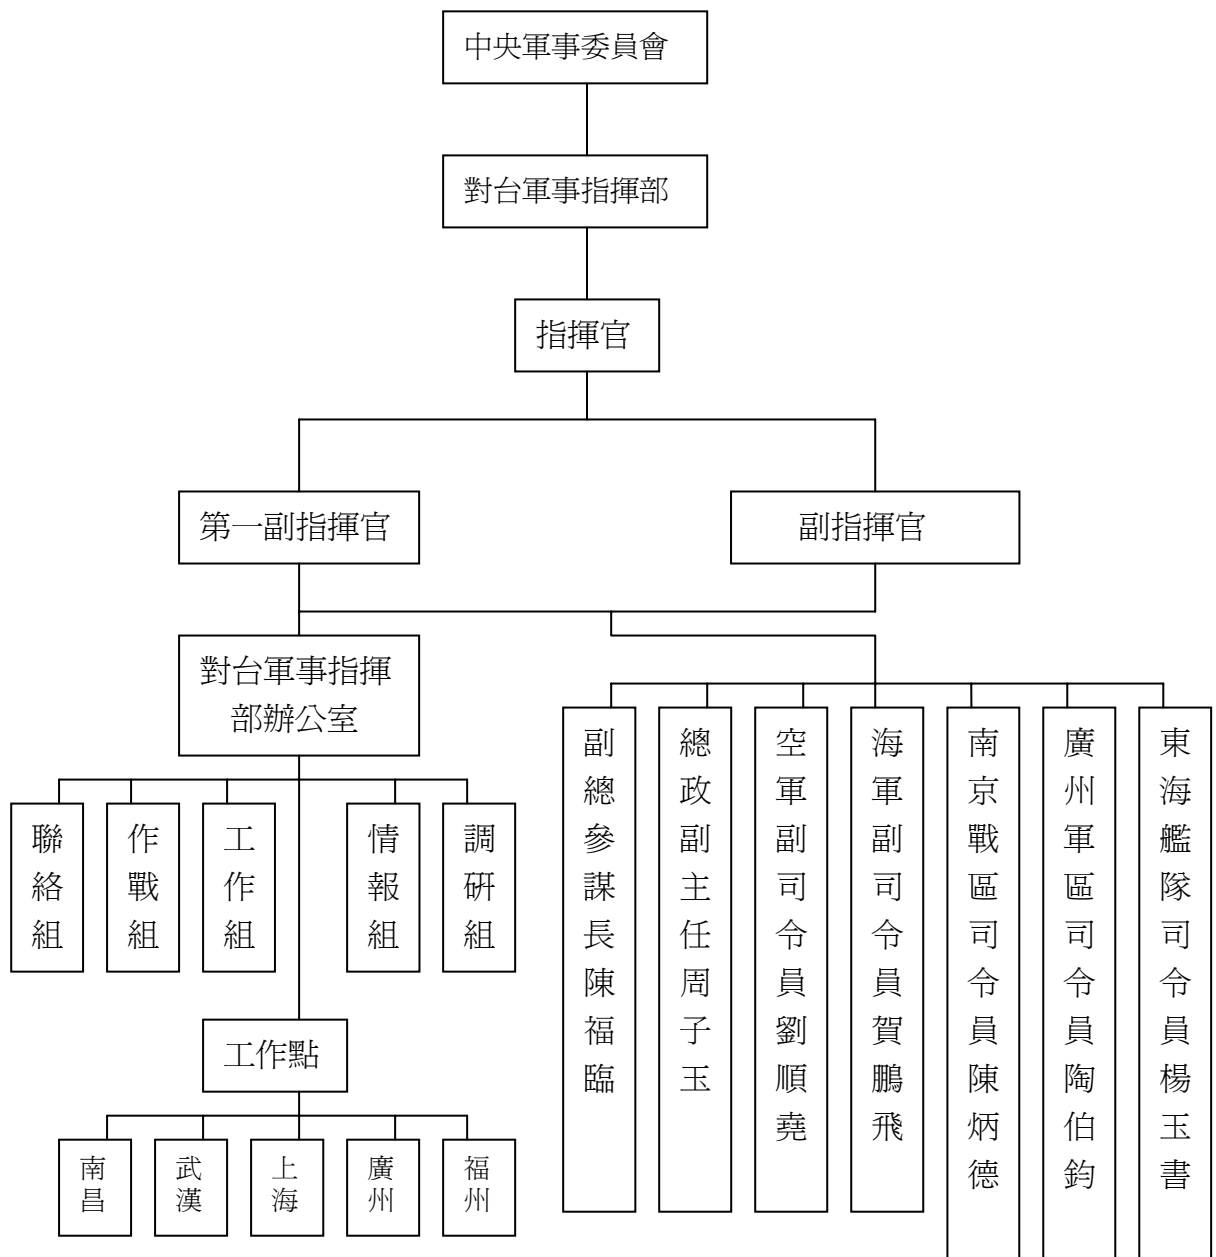 中央軍事委員會
對台軍事指揮部
指揮官
第一副指揮官
副指揮官
對台軍事指揮
部辦公室
聯絡組
作戰組
工作組
情報組
調研組
工作點
南昌
武漢
上海
廣州
福州
副總參謀長陳福臨
總政副主任周子玉
空軍副司令員劉順堯
海軍副司令員賀鵬飛
南京戰區司令員陳炳德
廣州軍區司令員陶伯鈞
東海艦隊司令員楊玉書